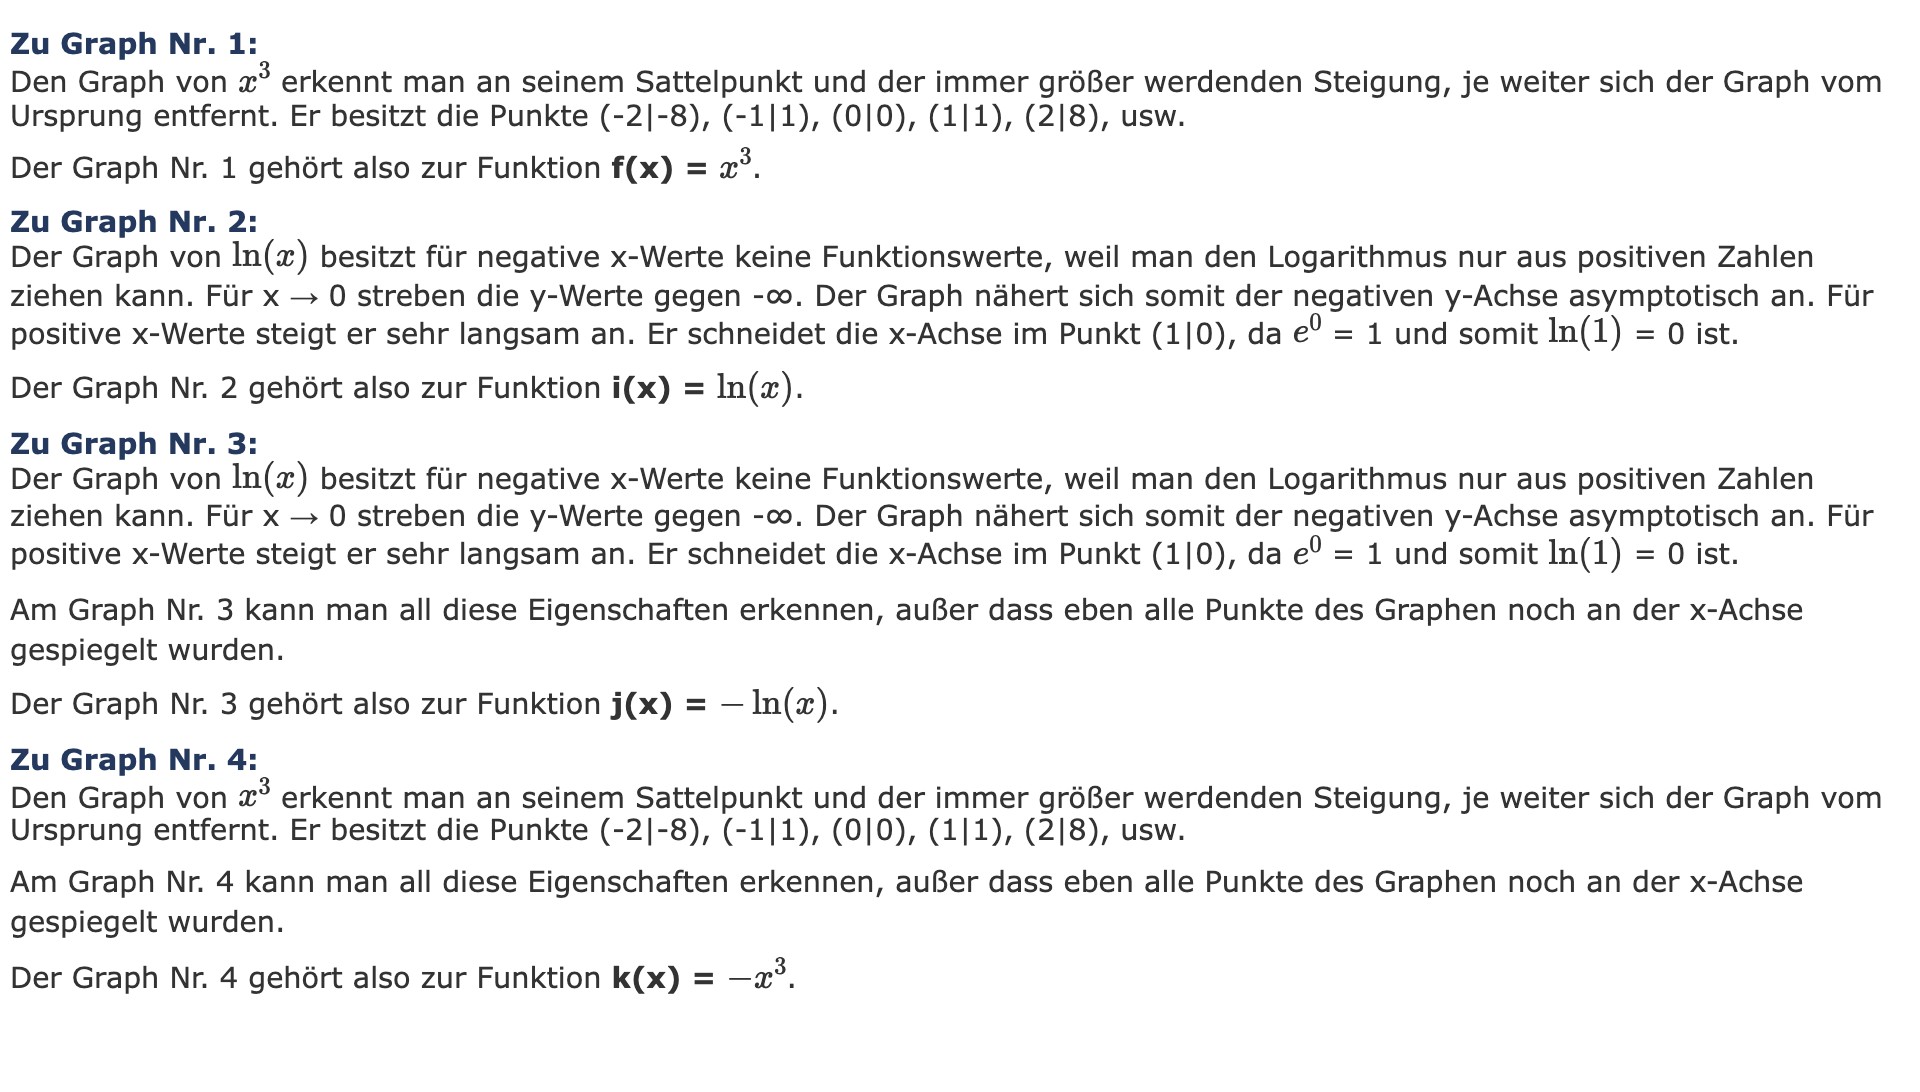 Zu Graph Nr. 1:
Den Graph von x³ erkennt man an seinem Sattelpunkt und der immer größer werdenden Steigung, je weiter sich der Graph vom
Ursprung entfernt. Er besitzt die Punkte (-2|-8), (-1|1), (0|0), (1|1), (2|8), usw.
Der Graph Nr. 1 gehört also zur Funktion f(x) = x³.
Zu Graph Nr. 2:
Der Graph von ln(x) besitzt für negative x-Werte keine Funktionswerte, weil man den Logarithmus nur aus positiven Zahlen
ziehen kann. Für x → 0 streben die y-Werte gegen -∞. Der Graph nähert sich somit der negativen y-Achse asymptotisch an. Für
positive x-Werte steigt er sehr langsam an. Er schneidet die x-Achse im Punkt (1|0), da e⁰ = 1 und somit ln(1) = 0 ist.
Der Graph Nr. 2 gehört also zur Funktion i(x) = ln(x).
Zu Graph Nr. 3:
Der Graph von ln(x) besitzt für negative x-Werte keine Funktionswerte, weil man den Logarithmus nur aus positiven Zahlen
ziehen kann. Für x → 0 streben die y-Werte gegen -∞. Der Graph nähert sich somit der negativen y-Achse asymptotisch an. Für
positive x-Werte steigt er sehr langsam an. Er schneidet die x-Achse im Punkt (1|0), da e⁰ = 1 und somit ln(1) = 0 ist.
Am Graph Nr. 3 kann man all diese Eigenschaften erkennen, außer dass eben alle Punkte des Graphen noch an der x-Achse
gespiegelt wurden.
Der Graph Nr. 3 gehört also zur Funktion j(x) = − ln(x).
Zu Graph Nr. 4:
Den Graph von x³ erkennt man an seinem Sattelpunkt und der immer größer werdenden Steigung, je weiter sich der Graph vom
Ursprung entfernt. Er besitzt die Punkte (-2|-8), (-1|1), (0|0), (1|1), (2|8), usw.
Am Graph Nr. 4 kann man all diese Eigenschaften erkennen, außer dass eben alle Punkte des Graphen noch an der x-Achse
gespiegelt wurden.
Der Graph Nr. 4 gehört also zur Funktion k(x) = −x³.